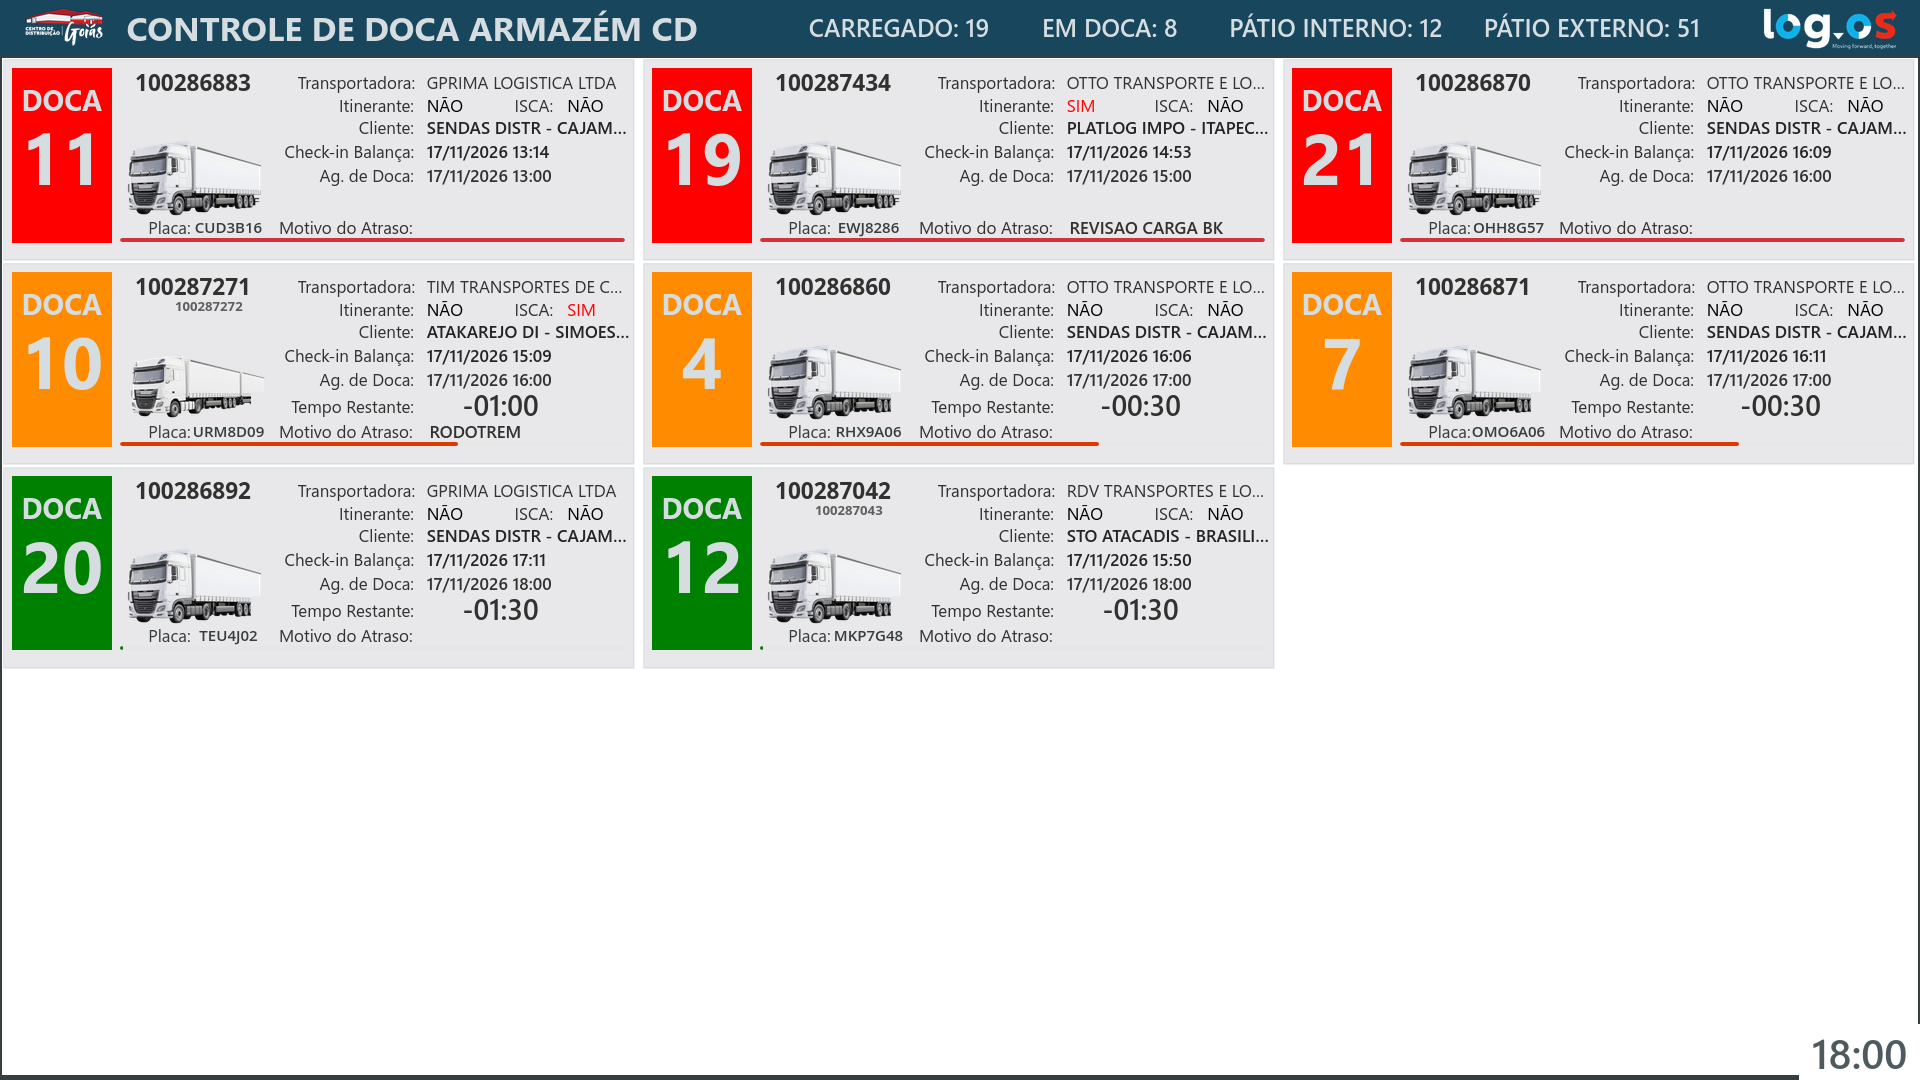 CENTRO DE DISTRIBUIÇÃO Goiás
CONTROLE DE DOCA ARMAZÉM CD
CARREGADO: 19
EM DOCA: 8
PÁTIO INTERNO: 12
PÁTIO EXTERNO: 51
log.os
Moving forward, together
DOCA
11
100286883
Transportadora: GPRIMA LOGISTICA LTDA
Itinerante: NÃO ISCA: NÃO
Cliente: SENDAS DISTR - CAJAM...
Check-in Balança: 17/11/2026 13:14
Ag. de Doca: 17/11/2026 13:00
Placa: CUD3B16 Motivo do Atraso:
DOCA
19
100287434
Transportadora: OTTO TRANSPORTE E LO...
Itinerante: SIM ISCA: NÃO
Cliente: PLATLOG IMPO - ITAPEC...
Check-in Balança: 17/11/2026 14:53
Ag. de Doca: 17/11/2026 15:00
Placa: EWJ8286 Motivo do Atraso: REVISAO CARGA BK
DOCA
21
100286870
Transportadora: OTTO TRANSPORTE E LO...
Itinerante: NÃO ISCA: NÃO
Cliente: SENDAS DISTR - CAJAM...
Check-in Balança: 17/11/2026 16:09
Ag. de Doca: 17/11/2026 16:00
Placa: OHH8G57 Motivo do Atraso:
DOCA
10
100287271
100287272
Transportadora: TIM TRANSPORTES DE C...
Itinerante: NÃO ISCA: SIM
Cliente: ATAKAREJO DI - SIMOES...
Check-in Balança: 17/11/2026 15:09
Ag. de Doca: 17/11/2026 16:00
Tempo Restante: -01:00
Placa: URM8D09 Motivo do Atraso: RODOTREM
DOCA
4
100286860
Transportadora: OTTO TRANSPORTE E LO...
Itinerante: NÃO ISCA: NÃO
Cliente: SENDAS DISTR - CAJAM...
Check-in Balança: 17/11/2026 16:06
Ag. de Doca: 17/11/2026 17:00
Tempo Restante: -00:30
Placa: RHX9A06 Motivo do Atraso:
DOCA
7
100286871
Transportadora: OTTO TRANSPORTE E LO...
Itinerante: NÃO ISCA: NÃO
Cliente: SENDAS DISTR - CAJAM...
Check-in Balança: 17/11/2026 16:11
Ag. de Doca: 17/11/2026 17:00
Tempo Restante: -00:30
Placa: OMO6A06 Motivo do Atraso:
DOCA
20
100286892
Transportadora: GPRIMA LOGISTICA LTDA
Itinerante: NÃO ISCA: NÃO
Cliente: SENDAS DISTR - CAJAM...
Check-in Balança: 17/11/2026 17:11
Ag. de Doca: 17/11/2026 18:00
Tempo Restante: -01:30
Placa: TEU4J02 Motivo do Atraso:
DOCA
12
100287042
100287043
Transportadora: RDV TRANSPORTES E LO...
Itinerante: NÃO ISCA: NÃO
Cliente: STO ATACADIS - BRASILI...
Check-in Balança: 17/11/2026 15:50
Ag. de Doca: 17/11/2026 18:00
Tempo Restante: -01:30
Placa: MKP7G48 Motivo do Atraso:
18:00